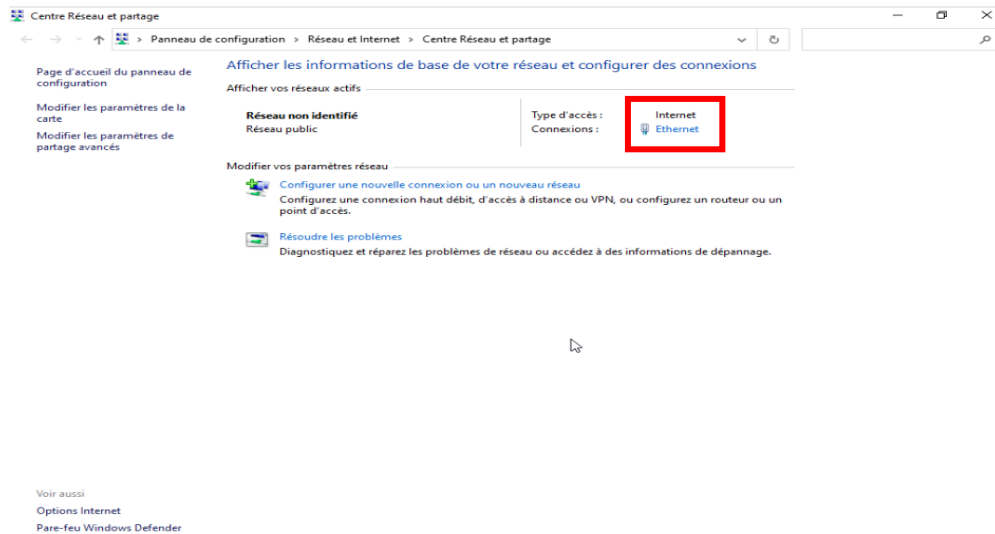 Centre Réseau et partage
Panneau de configuration > Réseau et Internet > Centre Réseau et partage
Page d'accueil du panneau de
configuration
Modifier les paramètres de la
carte
Modifier les paramètres de
partage avancés
Afficher les informations de base de votre réseau et configurer des connexions
Afficher vos réseaux actifs
Réseau non identifié
Réseau public
Type d'accès : Internet
Connexions : Ethernet
Modifier vos paramètres réseau
Configurer une nouvelle connexion ou un nouveau réseau
Configurez une connexion haut débit, d'accès à distance ou VPN, ou configurez un routeur ou un
point d'accès.
Résoudre les problèmes
Diagnostiquez et réparez les problèmes de réseau ou accédez à des informations de dépannage.
Voir aussi
Options Internet
Pare-feu Windows Defender